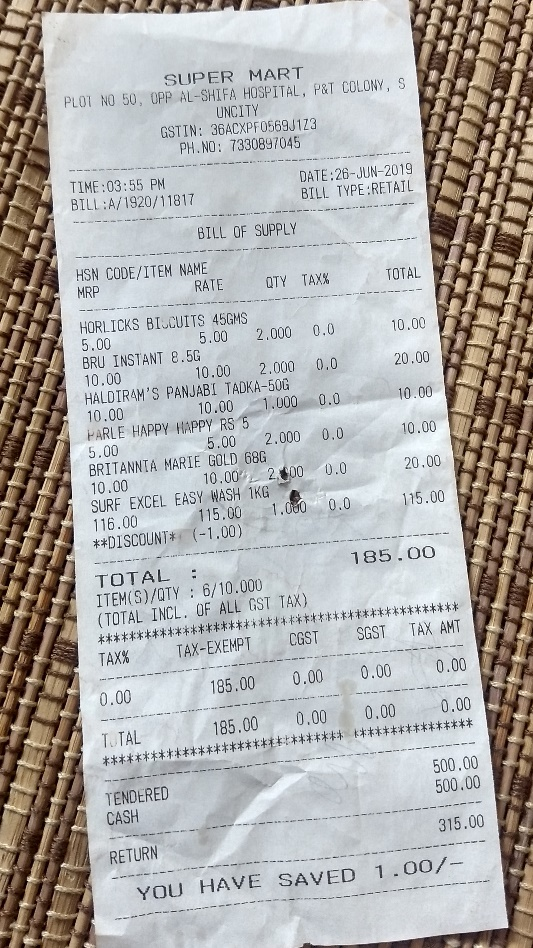 SUPER MART
PLOT NO 50, OPP AL-SHIFA HOSPITAL, P&T COLONY, S
UNCITY
GSTIN: 36ACXPF0569J1Z3
PH.NO: 7330897045
TIME:03:55 PM DATE:26-JUN-2019
BILL:A/1920/11817 BILL TYPE:RETAIL
BILL OF SUPPLY
HSN CODE/ITEM NAME
MRP RATE QTY TAX% TOTAL
HORLICKS BISCUITS 45GMS
5.00 5.00 2.000 0.0 10.00
BRU INSTANT 8.5G
10.00 10.00 2.000 0.0 20.00
HALDIRAM'S PANJABI TADKA-50G
10.00 10.00 1.000 0.0 10.00
PARLE HAPPY HAPPY RS 5
5.00 5.00 2.000 0.0 10.00
BRITANNIA MARIE GOLD 68G
10.00 10.00 2.000 0.0 20.00
SURF EXCEL EASY WASH 1KG
116.00 115.00 1.000 0.0 115.00
**DISCOUNT* (-1.00)
TOTAL : 185.00
ITEM(S)/QTY : 6/10.000
(TOTAL INCL. OF ALL GST TAX)
TAX% TAX-EXEMPT CGST SGST TAX AMT
0.00 185.00 0.00 0.00 0.00
TOTAL 185.00 0.00 0.00 0.00
TENDERED 500.00
CASH 500.00
RETURN 315.00
YOU HAVE SAVED 1.00/-